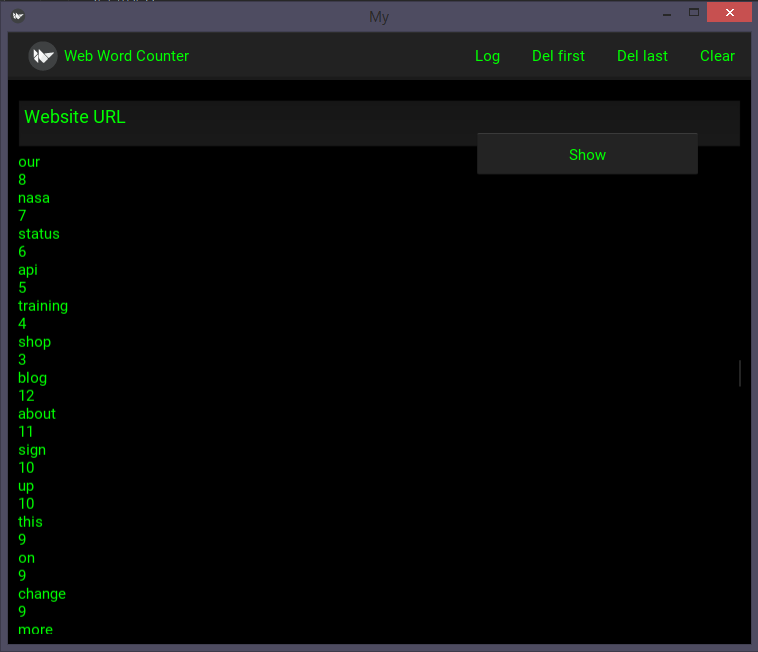 My
Web Word Counter Log Del first Del last Clear
Website URL
Show
our
8
nasa
7
status
6
api
5
training
4
shop
3
blog
12
about
11
sign
10
up
10
this
9
on
9
change
9
more